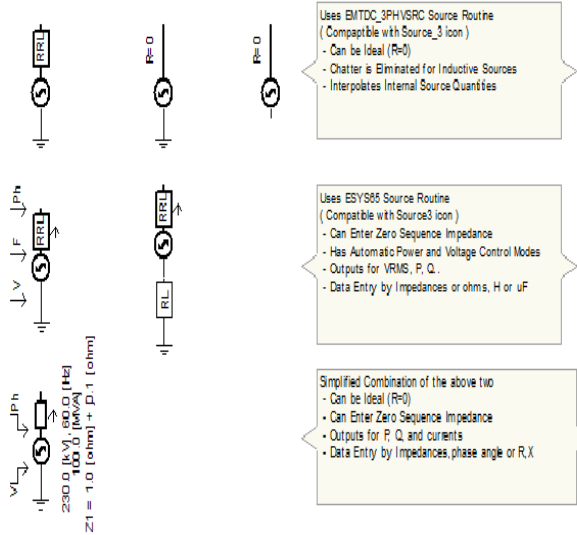 RRL
R=0
R=0
Uses EMTDC_3PHVSRC Source Routine
( Compaptible with Source_3 icon )
- Can be Ideal (R=0)
- Chatter is Eliminated for Inductive Sources
- Interpolates Internal Source Quantities
Ph
F
V
RRL
RRL
RL
Uses ESYS65 Source Routine
( Compatible with Source3 icon )
- Can Enter Zero Sequence Impedance
- Has Automatic Power and Voltage Control Modes
- Outputs for VRMS, P, Q..
- Data Entry by Impedances or ohms, H or uF
Ph
V
230.0 [kV], 60.0 [Hz]
100.0 [MVA]
Z1 = 1.0 [ohm] + j0.1 [ohm]
Simplified Combination of the above two
- Can be Ideal (R=0)
• Can Enter Zero Sequence Impedance
• Outputs for P, Q, and currents
• Data Entry by Impedances, phase angle or R,X